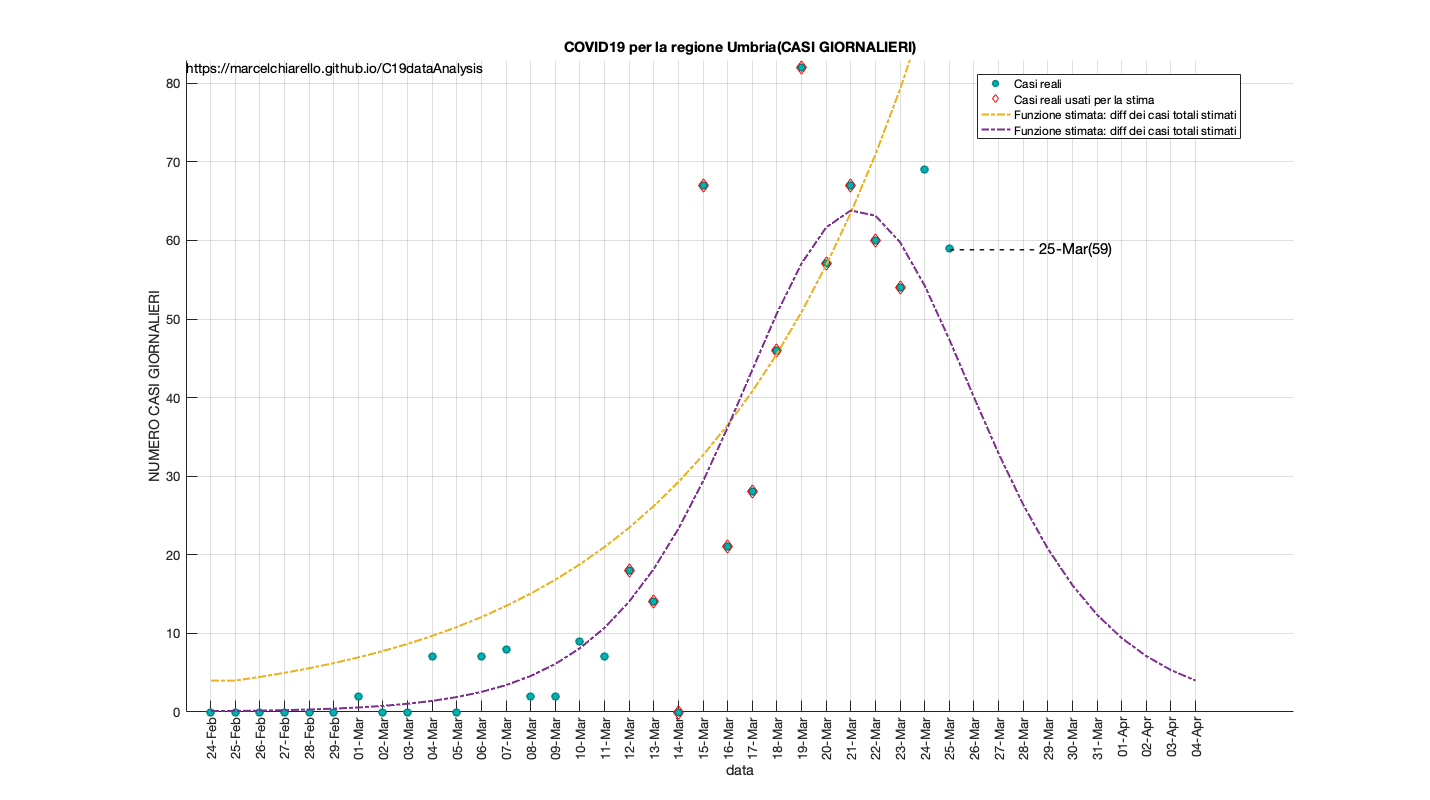 COVID19 per la regione Umbria(CASI GIORNALIERI)
https://marcelchiarello.github.io/C19dataAnalysis
Casi reali
Casi reali usati per la stima
Funzione stimata: diff dei casi totali stimati
Funzione stimata: diff dei casi totali stimati
25-Mar(59)
NUMERO CASI GIORNALIERI
80
70
60
50
40
30
20
10
0
24-Feb
25-Feb
26-Feb
27-Feb
28-Feb
29-Feb
01-Mar
02-Mar
03-Mar
04-Mar
05-Mar
06-Mar
07-Mar
08-Mar
09-Mar
10-Mar
11-Mar
12-Mar
13-Mar
14-Mar
15-Mar
16-Mar
17-Mar
18-Mar
19-Mar
20-Mar
21-Mar
22-Mar
23-Mar
24-Mar
25-Mar
26-Mar
27-Mar
28-Mar
29-Mar
30-Mar
31-Mar
01-Apr
02-Apr
03-Apr
04-Apr
data